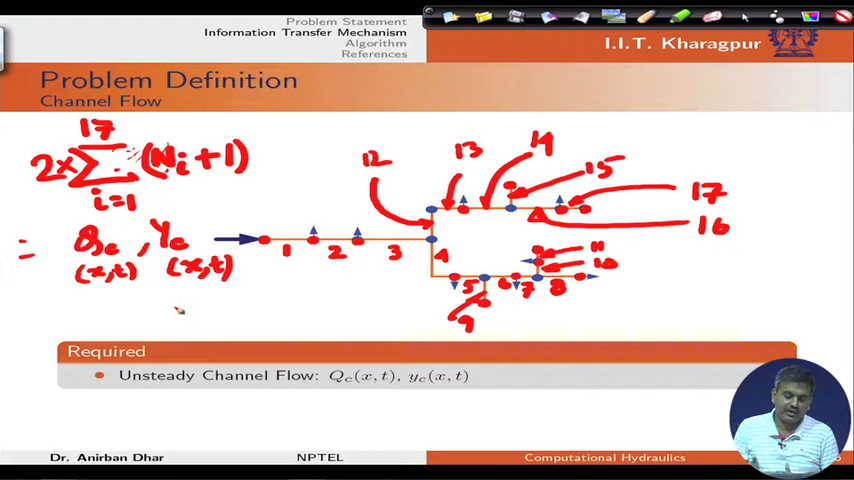 Problem Statement
Information Transfer Mechanism
Algorithm
References
I.I.T. Kharagpur
Problem Definition
Channel Flow
17
2x∑ (Ni+1)
i=1
= Qc, Yc
(x,t) (x,t)
12
13
14
15
17
16
1 2 3 4
11
10
5 6 7 8
9
Required
Unsteady Channel Flow: Qc(x, t), yc(x, t)
Dr. Anirban Dhar
NPTEL
Computational Hydraulics